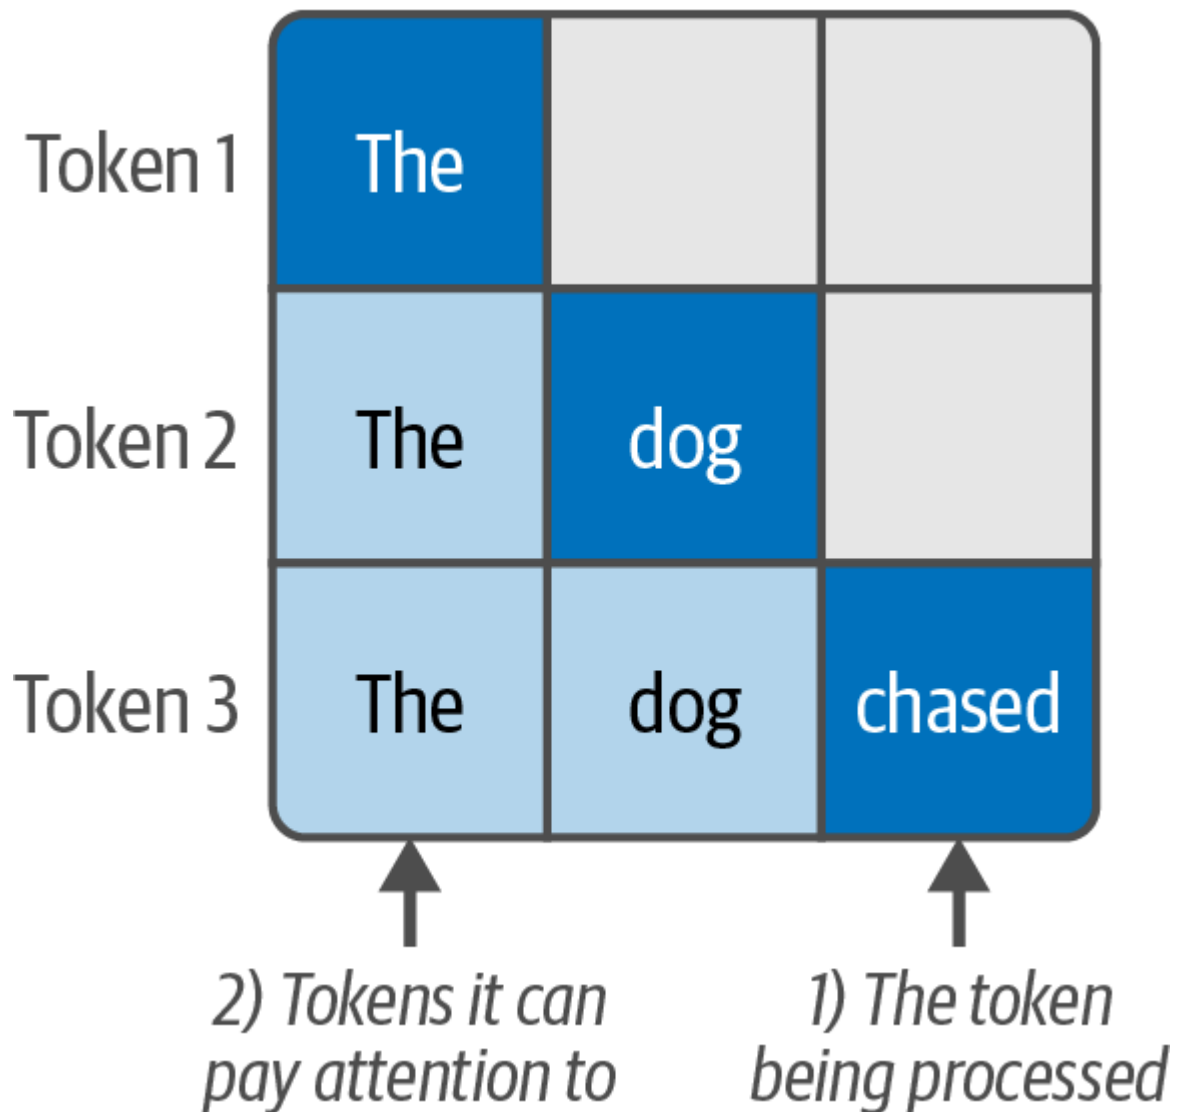 Token 1 The
Token 2 The dog
Token 3 The dog chased
2) Tokens it can
pay attention to
1) The token
being processed